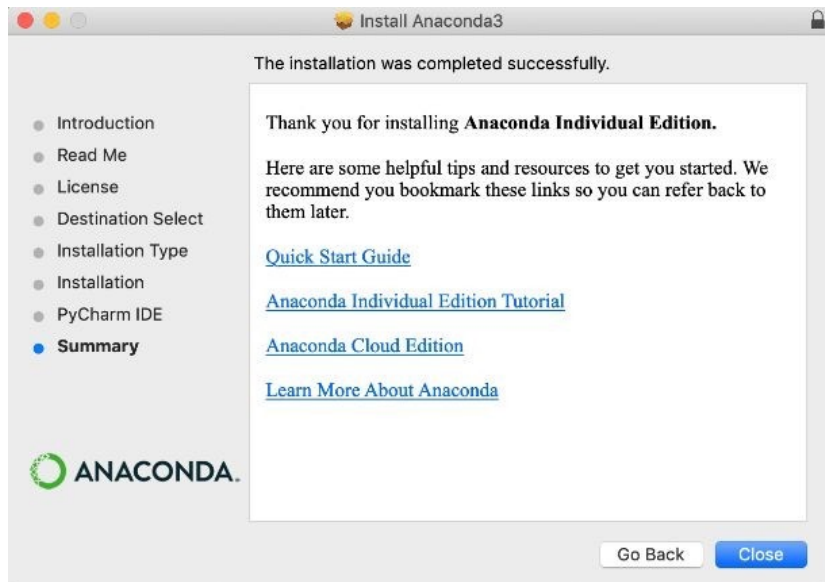 Install Anaconda3
The installation was completed successfully.
Introduction
Read Me
License
Destination Select
Installation Type
Installation
PyCharm IDE
Summary
Thank you for installing Anaconda Individual Edition.
Here are some helpful tips and resources to get you started. We
recommend you bookmark these links so you can refer back to
them later.
Quick Start Guide
Anaconda Individual Edition Tutorial
Anaconda Cloud Edition
Learn More About Anaconda
ANACONDA.
Go Back
Close